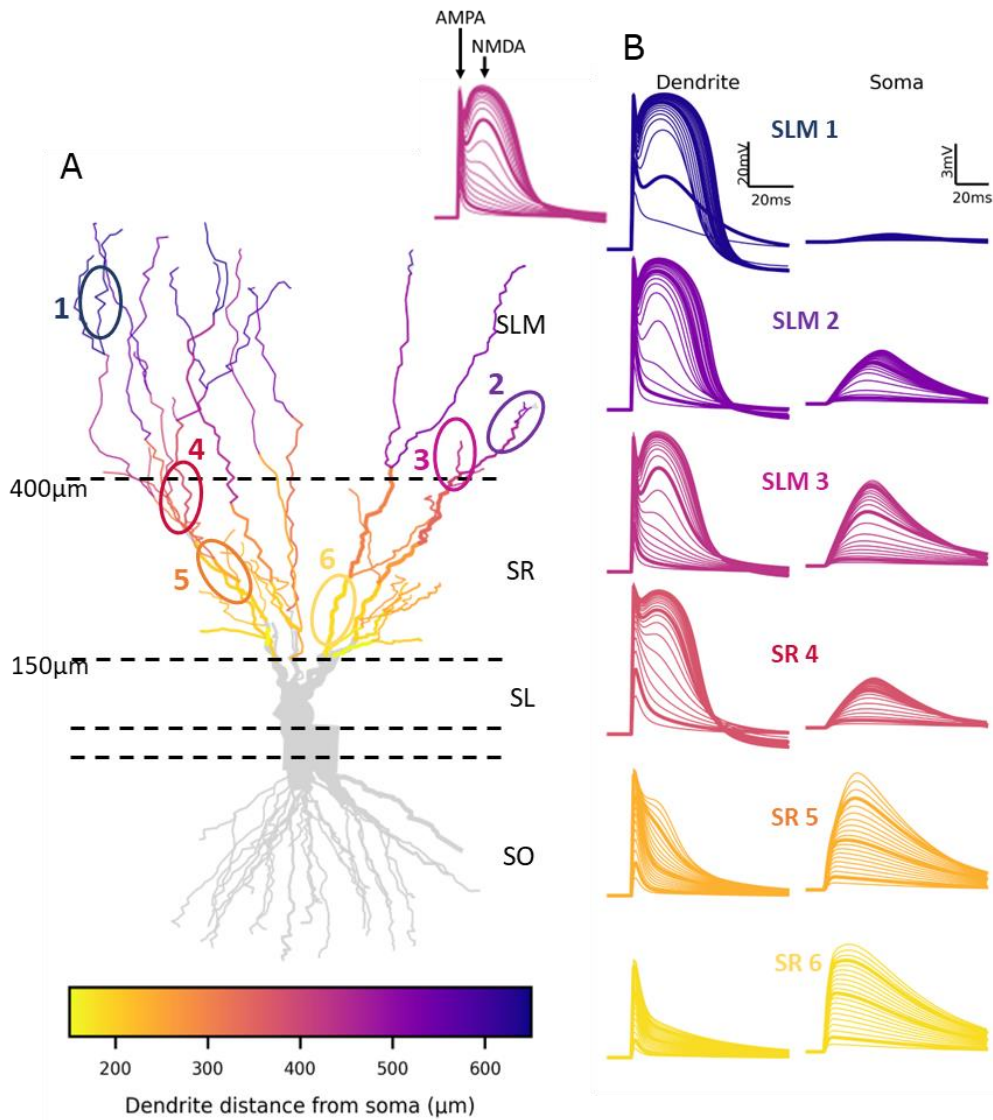 AMPA
NMDA
A
B
Dendrite
Soma
SLM 1
20mV
20ms
3mV
20ms
1
SLM
2
SLM 2
3
4
400µm
SLM 3
5
6
SR
SR 4
150µm
SL
SR 5
SO
SR 6
200 300 400 500 600
Dendrite distance from soma (µm)